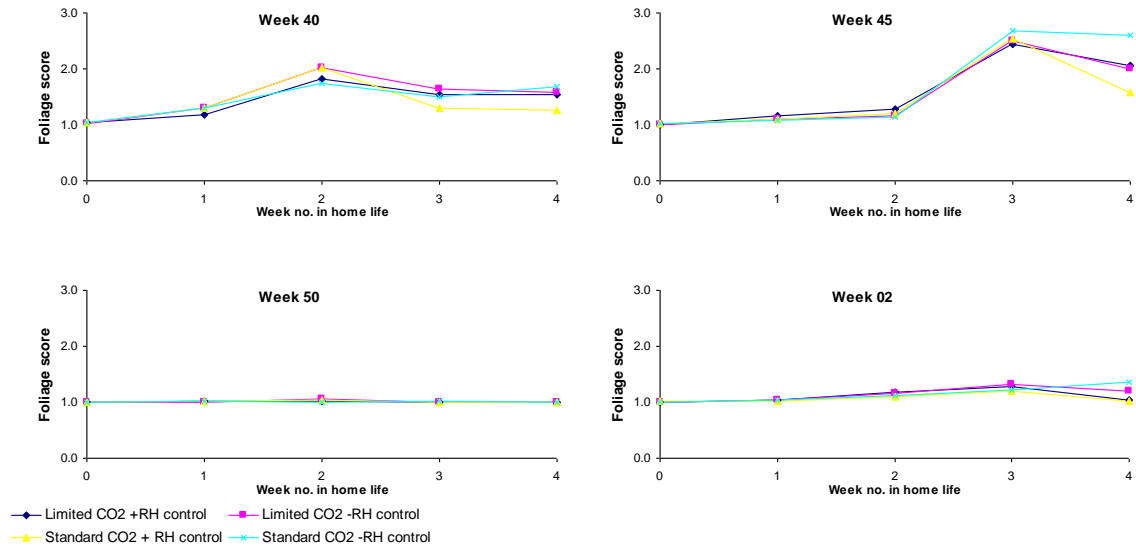 Week 40
3.0
2.0
1.0
0.0
Foliage score
0 1 2 3 4
Week no. in home life
Week 45
3.0
2.0
1.0
0.0
Foliage score
0 1 2 3 4
Week no. in home life
Week 50
3.0
2.0
1.0
0.0
Foliage score
0 1 2 3 4
Week no. in home life
Week 02
3.0
2.0
1.0
0.0
Foliage score
0 1 2 3 4
Week no. in home life
Limited CO2 +RH control
Limited CO2 -RH control
Standard CO2 + RH control
Standard CO2 -RH control